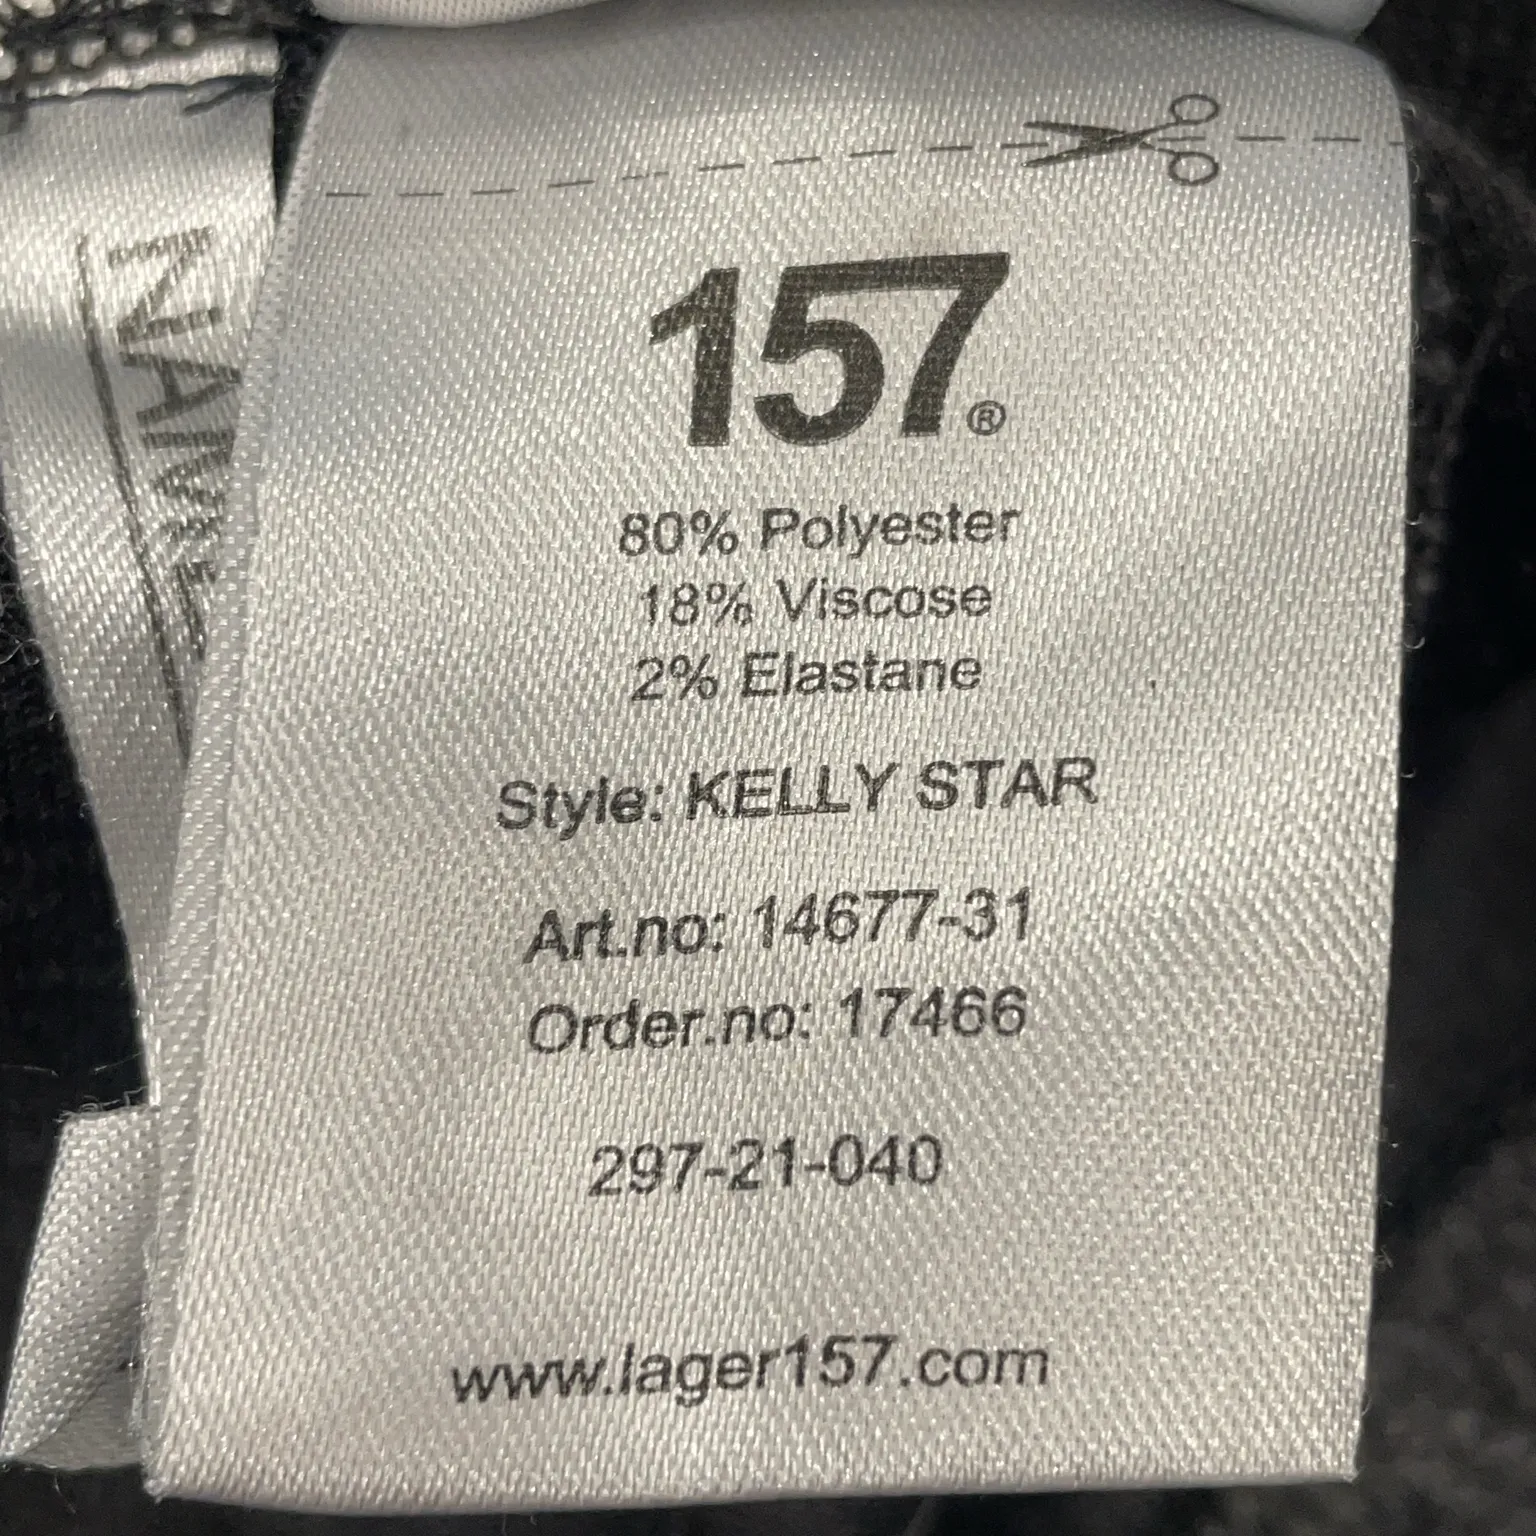 157®
80% Polyester
18% Viscose
2% Elastane
Style: KELLY STAR
Art.no: 14677-31
Order.no: 17466
297-21-040
www.lager157.com
NAME